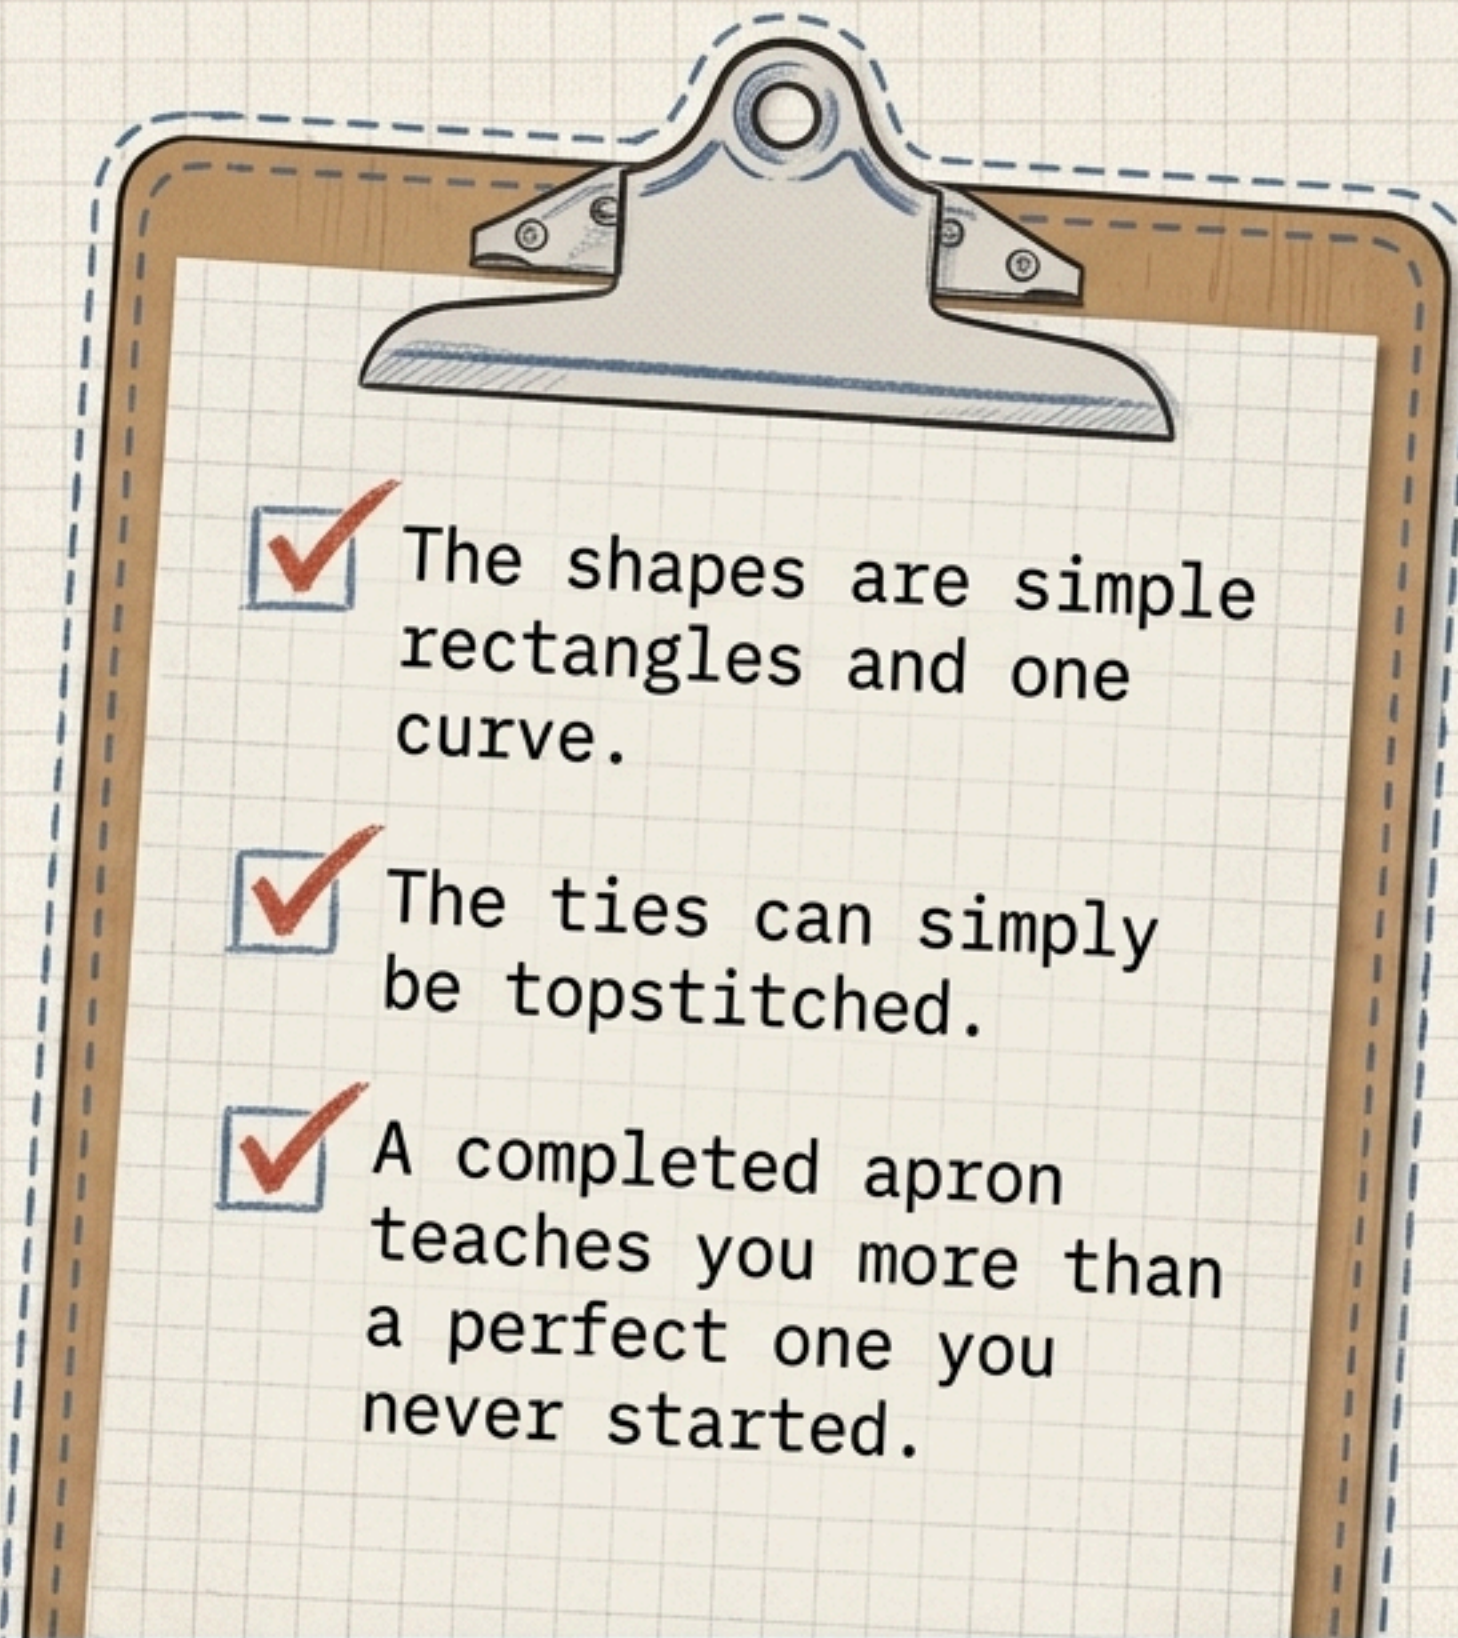 The shapes are simple
rectangles and one
curve.
The ties can simply
be topstitched.
A completed apron
teaches you more than
a perfect one you
never started.